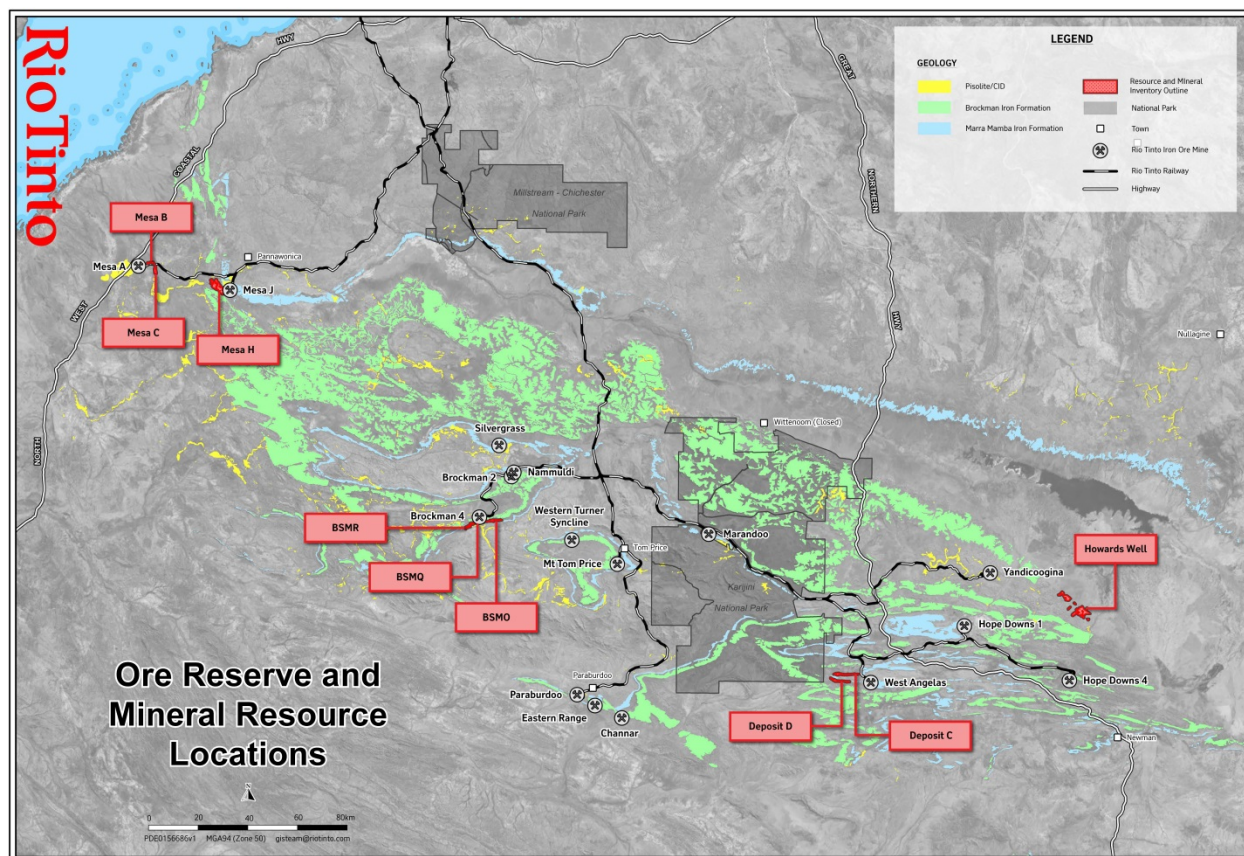 Rio Tinto
LEGEND
GEOLOGY
Pisolite/CID
Brockman Iron Formation
Marra Mamba Iron Formation
Resource and Mineral
Inventory Outline
National Park
Town
Rio Tinto Iron Ore Mine
Rio Tinto Railway
Highway
HWY
COASTAL
WEST
NORTH
GREAT
NORTHERN
HWY
Millstream - Chichester
National Park
Mesa B
Pannawonica
Mesa A
Mesa J
Mesa C
Mesa H
Nullagine
Wittenoom (Closed)
Silvergrass
Nammuldi
Brockman 2
Brockman 4
Western Turner
Syncline
BSMR
Marandoo
Tom Price
Mt Tom Price
Howards Well
BSMQ
Yandicoogina
Karijini
National Park
BSMO
Hope Downs 1
Ore Reserve and
Mineral Resource
Locations
Paraburdoo
Paraburdoo
West Angelas
Hope Downs 4
Eastern Range
Channar
Deposit D
Deposit C
Newman
N
0 20 40 60 80km
PDE0156686v1 MGA94 (Zone 50) gisteam@riotinto.com